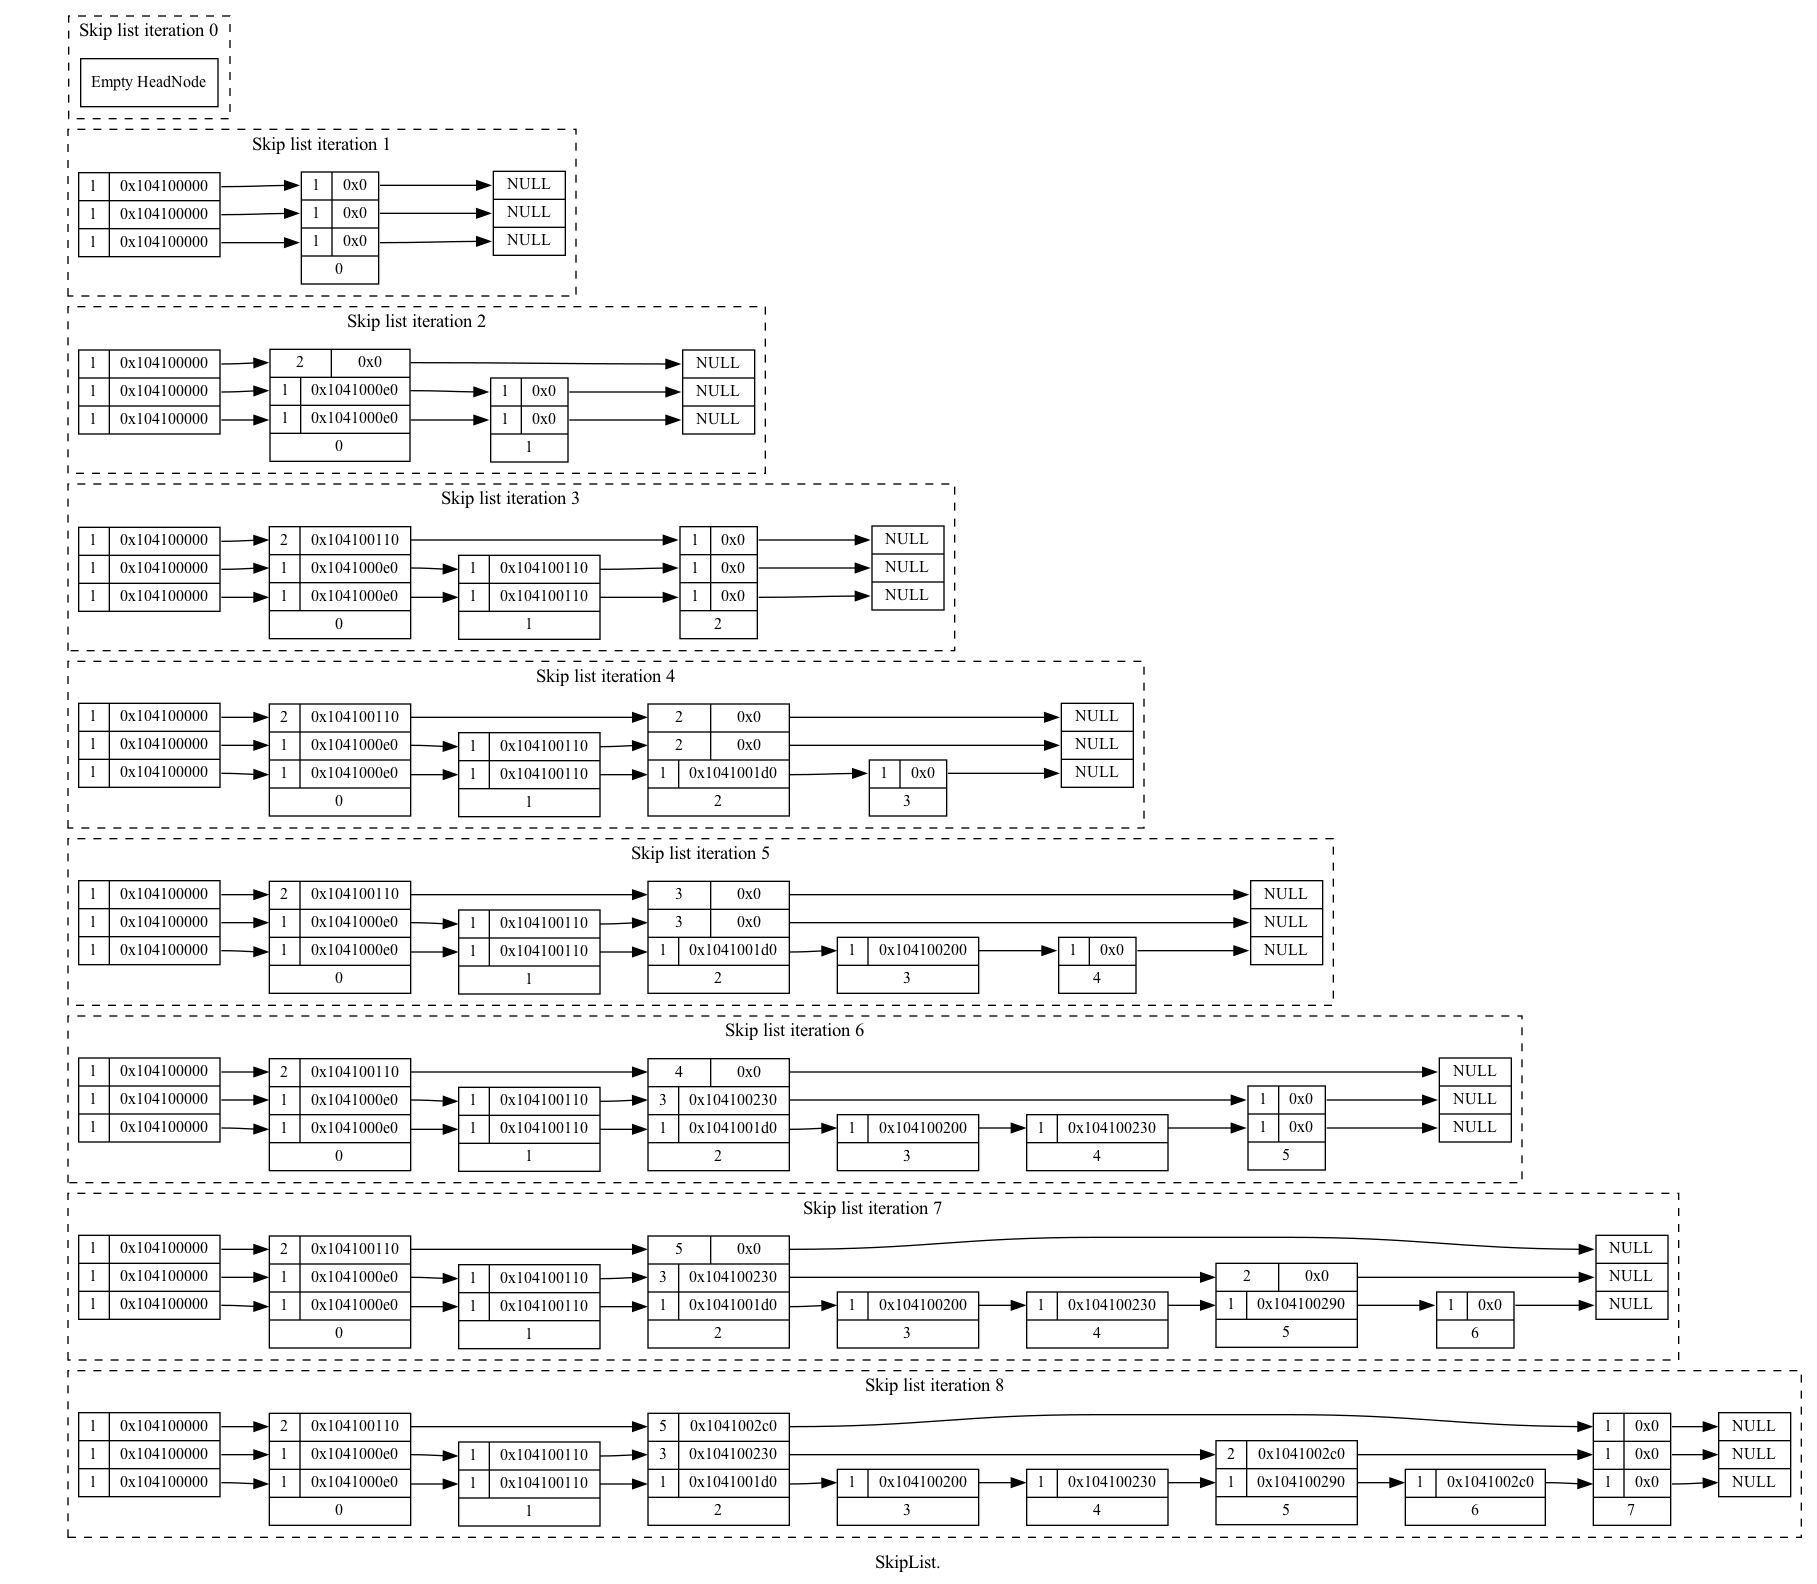 Skip list iteration 0
Empty HeadNode
Skip list iteration 1
1 0x104100000 1 0x0 NULL
1 0x104100000 1 0x0 NULL
1 0x104100000 1 0x0 NULL
0
Skip list iteration 2
1 0x104100000 2 0x0 NULL
1 0x104100000 1 0x1041000e0 1 0x0 NULL
1 0x104100000 1 0x1041000e0 1 0x0 NULL
0 1
Skip list iteration 3
1 0x104100000 2 0x104100110 1 0x0 NULL
1 0x104100000 1 0x1041000e0 1 0x104100110 1 0x0 NULL
1 0x104100000 1 0x1041000e0 1 0x104100110 1 0x0 NULL
0 1 2
Skip list iteration 4
1 0x104100000 2 0x104100110 2 0x0 NULL
1 0x104100000 1 0x1041000e0 1 0x104100110 2 0x0 NULL
1 0x104100000 1 0x1041000e0 1 0x104100110 1 0x1041001d0 1 0x0 NULL
0 1 2 3
Skip list iteration 5
1 0x104100000 2 0x104100110 3 0x0 NULL
1 0x104100000 1 0x1041000e0 1 0x104100110 3 0x0 NULL
1 0x104100000 1 0x1041000e0 1 0x104100110 1 0x1041001d0 1 0x104100200 1 0x0 NULL
0 1 2 3 4
Skip list iteration 6
1 0x104100000 2 0x104100110 4 0x0 NULL
1 0x104100000 1 0x1041000e0 1 0x104100110 3 0x104100230 1 0x0 NULL
1 0x104100000 1 0x1041000e0 1 0x104100110 1 0x1041001d0 1 0x104100200 1 0x104100230 1 0x0 NULL
0 1 2 3 4 5
Skip list iteration 7
1 0x104100000 2 0x104100110 5 0x0 NULL
1 0x104100000 1 0x1041000e0 1 0x104100110 3 0x104100230 2 0x0 NULL
1 0x104100000 1 0x1041000e0 1 0x104100110 1 0x1041001d0 1 0x104100200 1 0x104100230 1 0x104100290 1 0x0 NULL
0 1 2 3 4 5 6
Skip list iteration 8
1 0x104100000 2 0x104100110 5 0x1041002c0 1 0x0 NULL
1 0x104100000 1 0x1041000e0 1 0x104100110 3 0x104100230 2 0x1041002c0 1 0x0 NULL
1 0x104100000 1 0x1041000e0 1 0x104100110 1 0x1041001d0 1 0x104100200 1 0x104100230 1 0x104100290 1 0x1041002c0 1 0x0 NULL
0 1 2 3 4 5 6 7
SkipList.